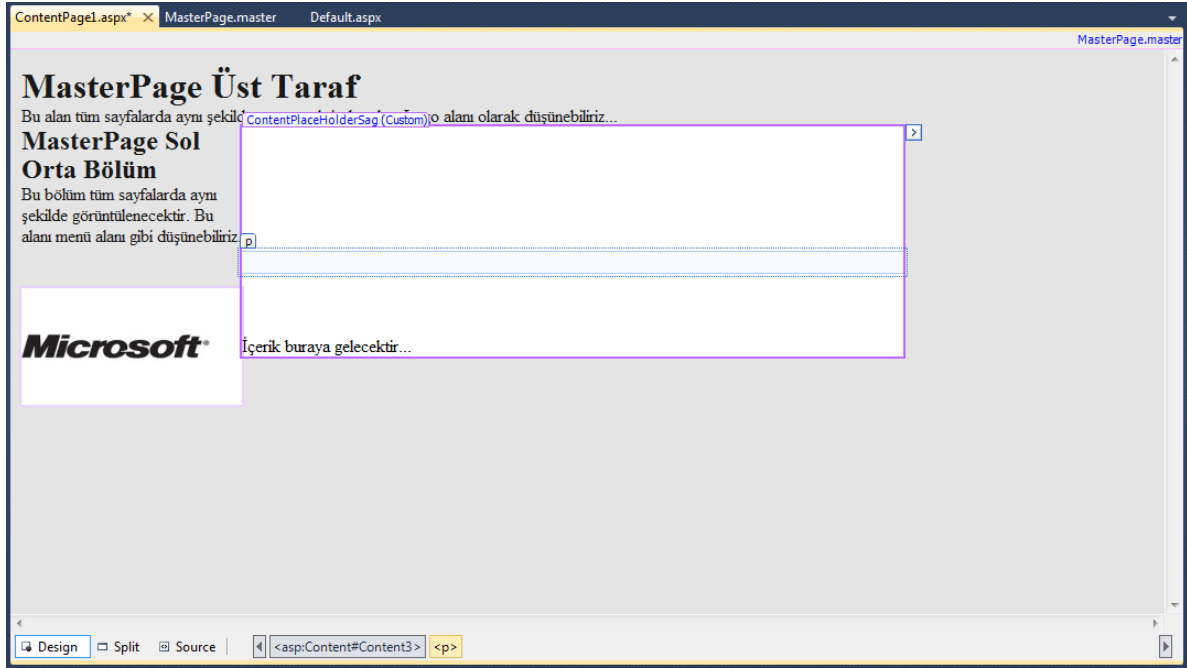 ContentPage1.aspx* MasterPage.master Default.aspx
MasterPage.master
MasterPage Üst Taraf
Bu alan tüm sayfalarda aynı alanı olarak düşünebiliriz...
ContentPlaceHolderSag (Custom)
MasterPage Sol
Orta Bölüm
Bu bölüm tüm sayfalarda aynı
şekilde görüntülenecektir. Bu
alanı menü alanı gibi düşünebiliriz
p
Microsoft
İçerik buraya gelecektir...
Design Split Source <asp:Content#Content3> <p>